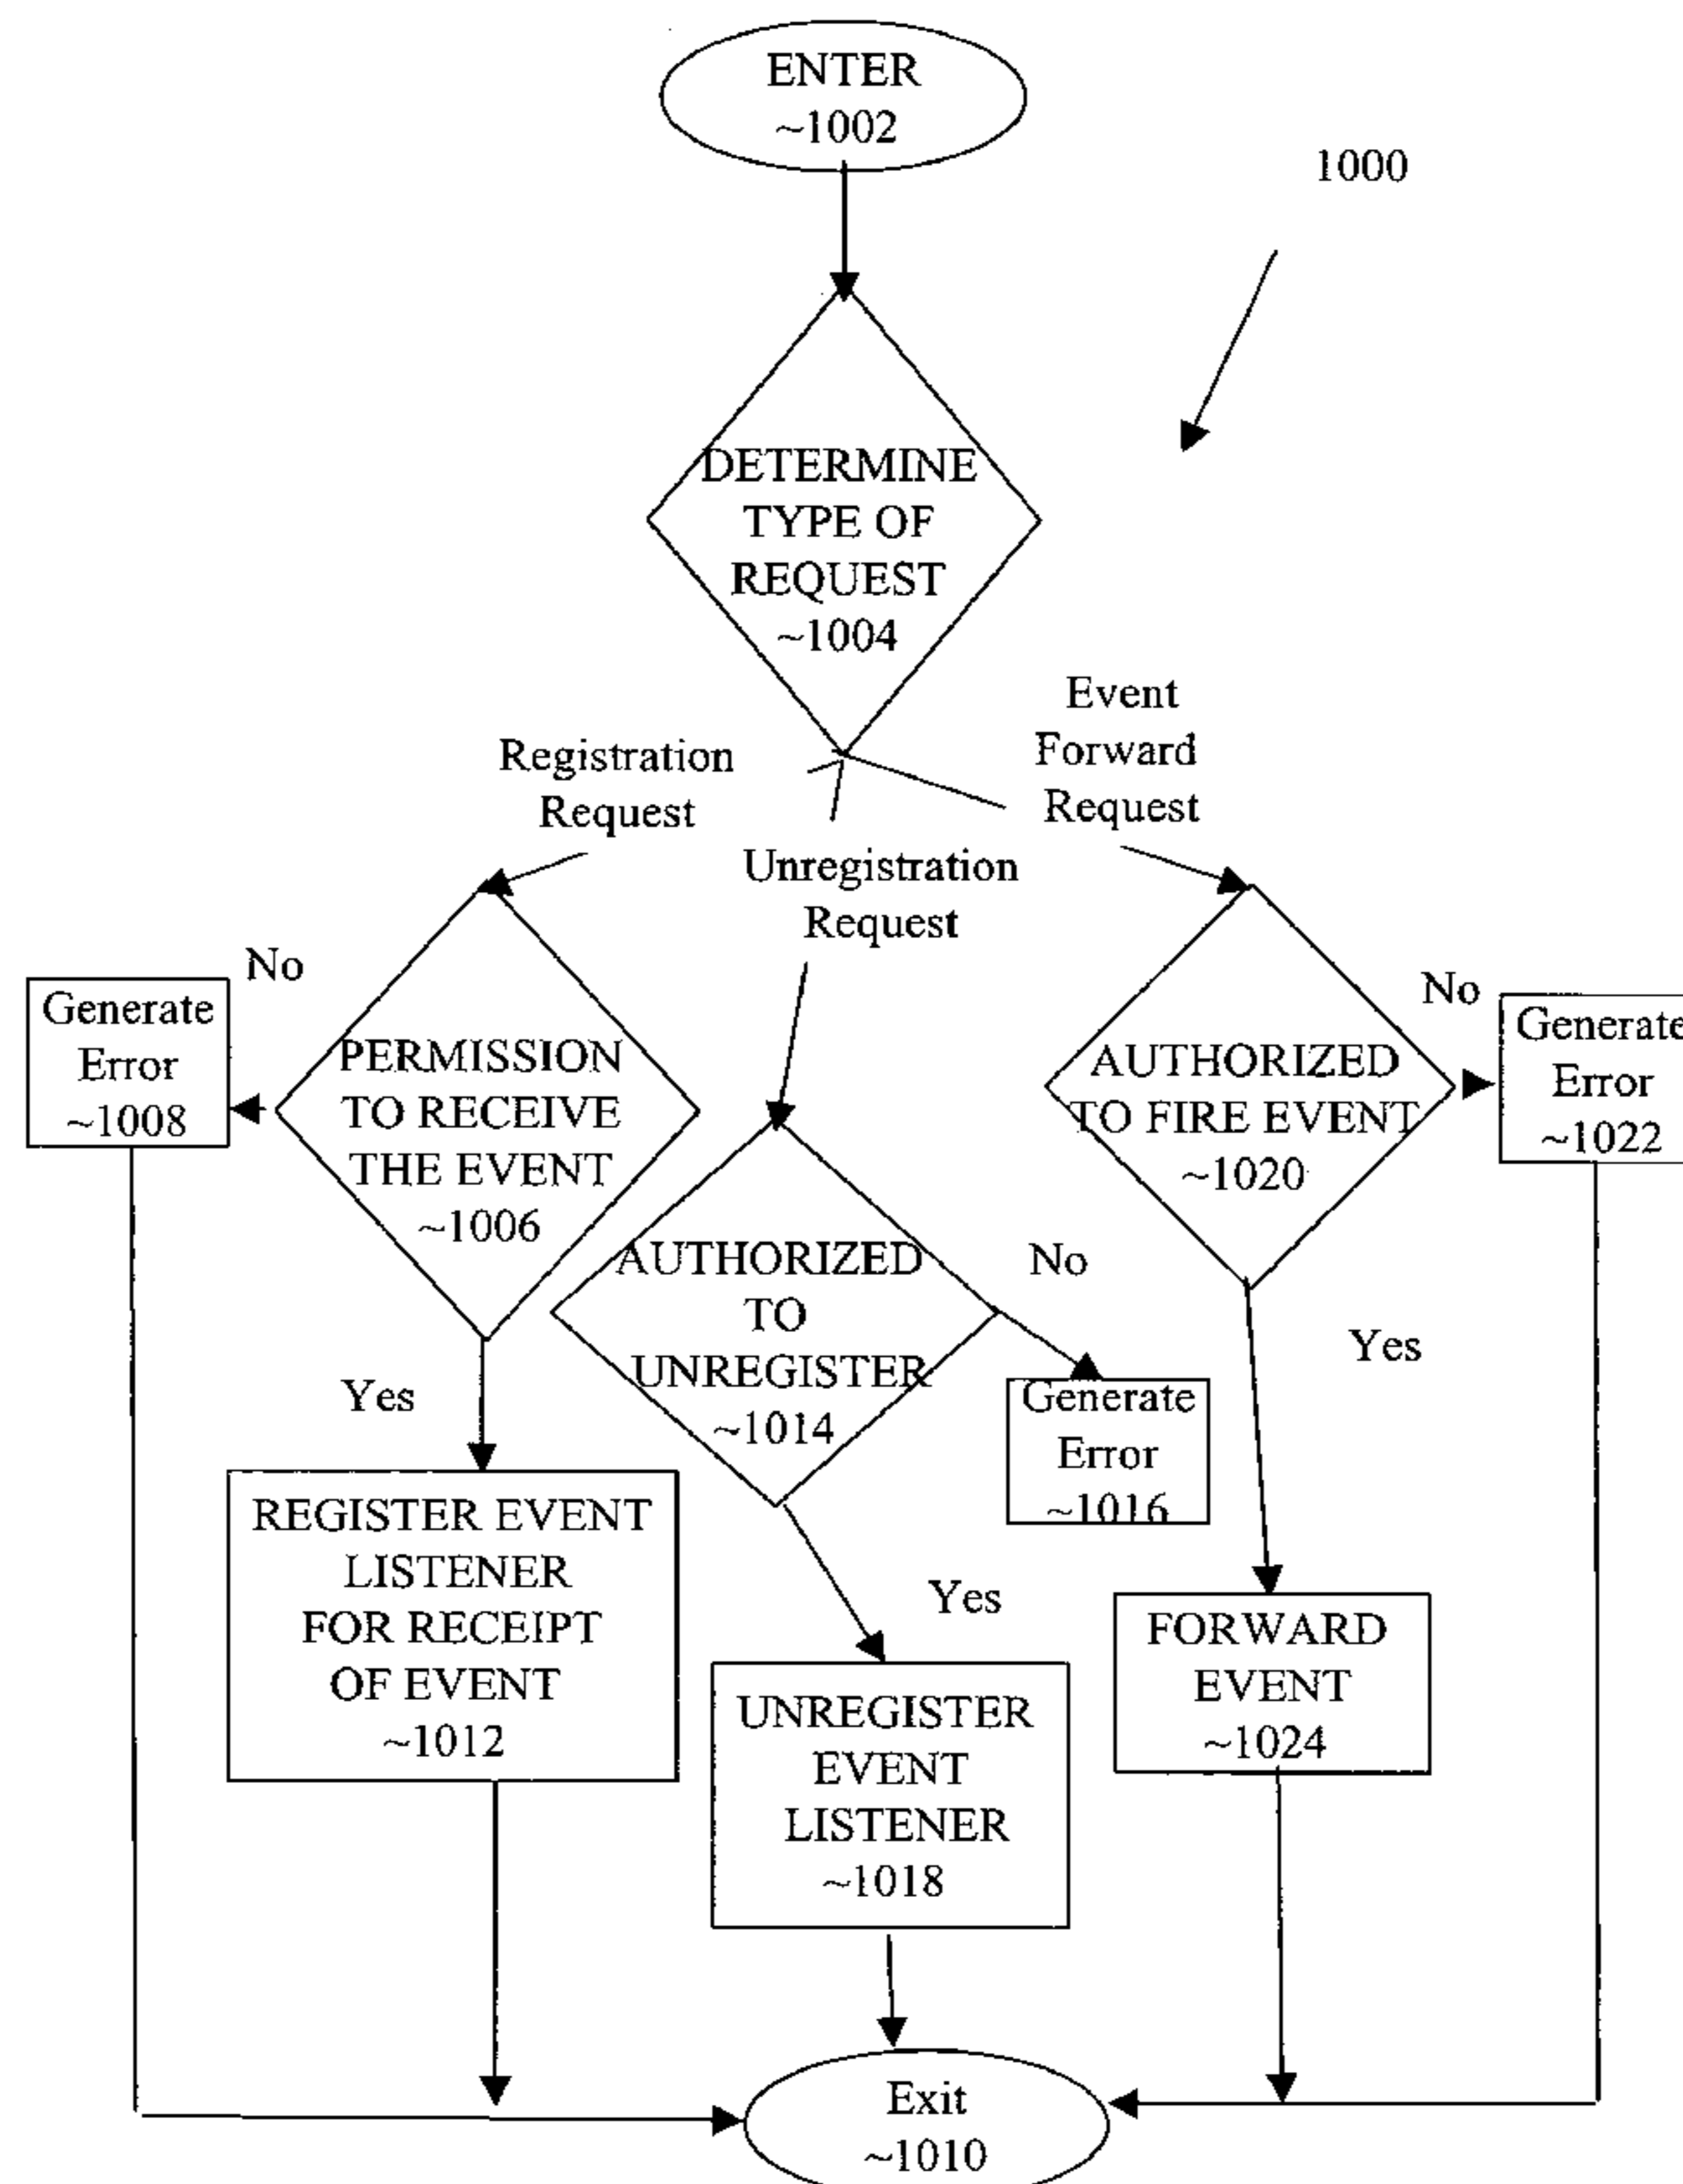 ENTER
~1002
1000
DETERMINE
TYPE OF
REQUEST
~1004
Registration
Request
Unregistration
Request
Event
Forward
Request
No
Generate
Error
~1008
PERMISSION
TO RECEIVE
THE EVENT
~1006
AUTHORIZED
TO FIRE EVENT
~1020
No
Generate
Error
~1022
AUTHORIZED
TO
UNREGISTER
~1014
No
Generate
Error
~1016
Yes
Yes
REGISTER EVENT
LISTENER
FOR RECEIPT
OF EVENT
~1012
Yes
UNREGISTER
EVENT
LISTENER
~1018
FORWARD
EVENT
~1024
Exit
~1010